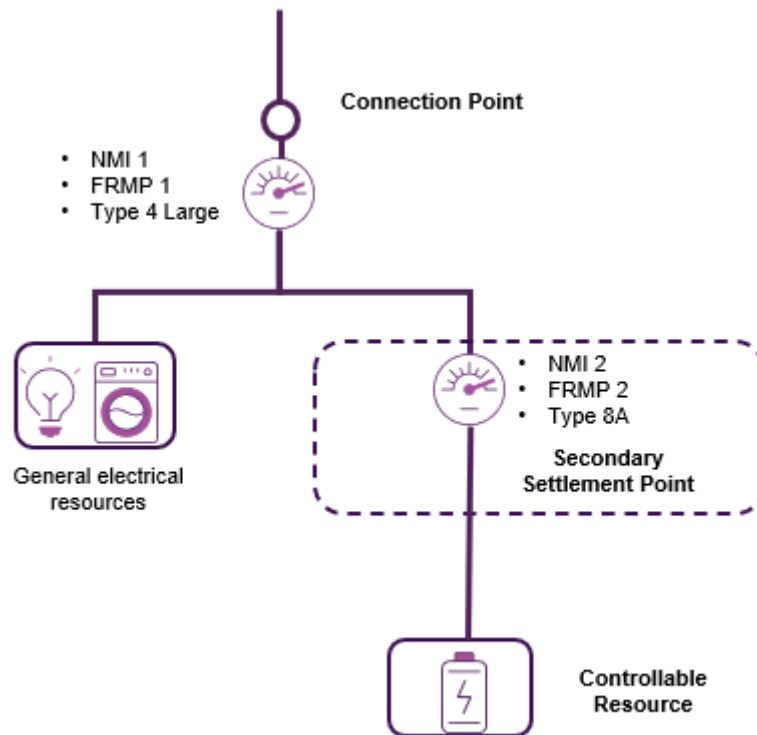 Connection Point
• NMI 1
• FRMP 1
• Type 4 Large
• NMI 2
• FRMP 2
• Type 8A
Secondary
Settlement Point
General electrical
resources
Controllable
Resource